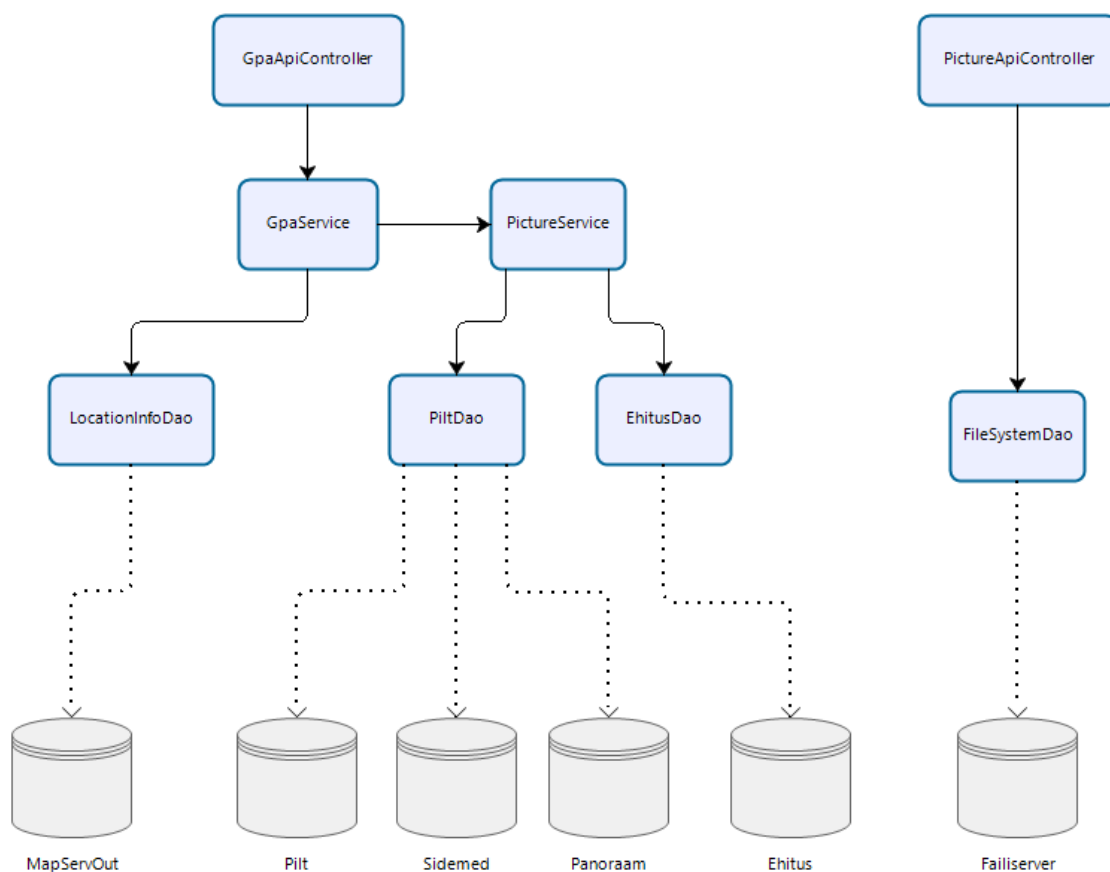 GpaApiController
PictureApiController
GpaService
PictureService
LocationInfoDao
PiltDao
EhitusDao
FileSystemDao
MapServOut
Pilt
Sidemed
Panoraam
Ehitus
Failiserver